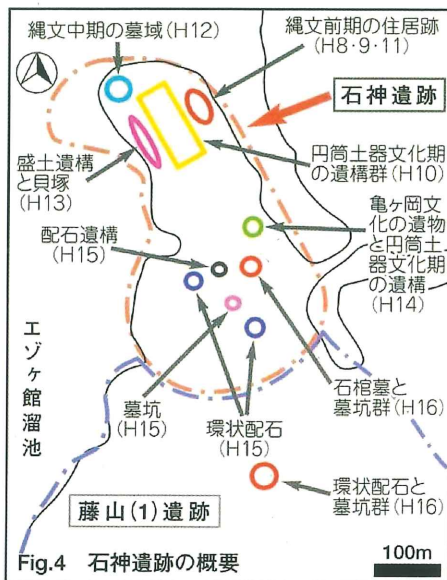 縄文中期の墓域(H12)
縄文前期の住居跡
(H8・9・11)
石神遺跡
盛土遺構
と貝塚
(H13)
円筒土器文化期
の遺構群(H10)
配石遺構
(H15)
亀ヶ岡文
化の遺物
と円筒土
器文化期
の遺構
(H14)
エゾヶ館溜池
墓坑
(H15)
環状配石
(H15)
石棺墓と
墓坑群(H16)
藤山(1)遺跡
環状配石と
墓坑群(H16)
Fig.4 石神遺跡の概要
100m